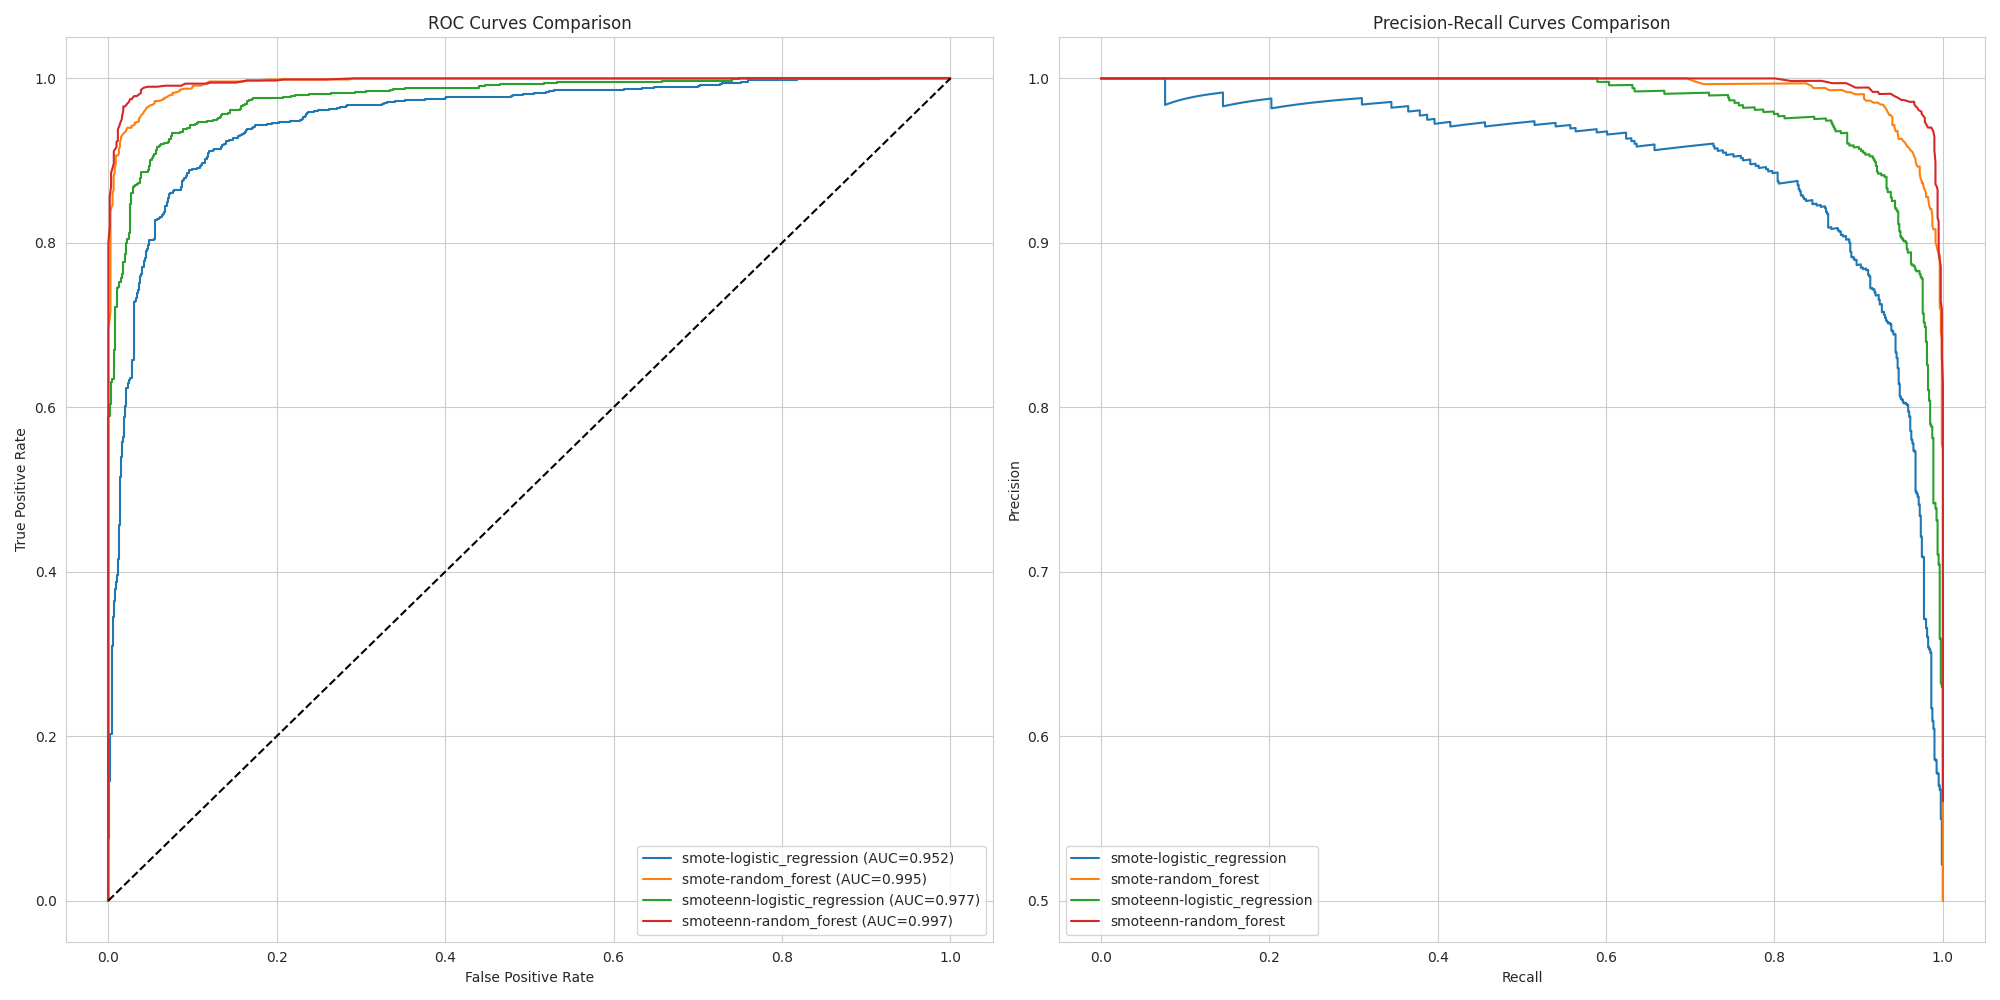 ROC Curves Comparison
1.0
0.8
0.6
0.4
0.2
0.0
True Positive Rate
0.0 0.2 0.4 0.6 0.8 1.0
False Positive Rate
smote-logistic_regression (AUC=0.952)
smote-random_forest (AUC=0.995)
smoteenn-logistic_regression (AUC=0.977)
smoteenn-random_forest (AUC=0.997)
Precision-Recall Curves Comparison
1.0
0.9
0.8
0.7
0.6
0.5
Precision
0.0 0.2 0.4 0.6 0.8 1.0
Recall
smote-logistic_regression
smote-random_forest
smoteenn-logistic_regression
smoteenn-random_forest